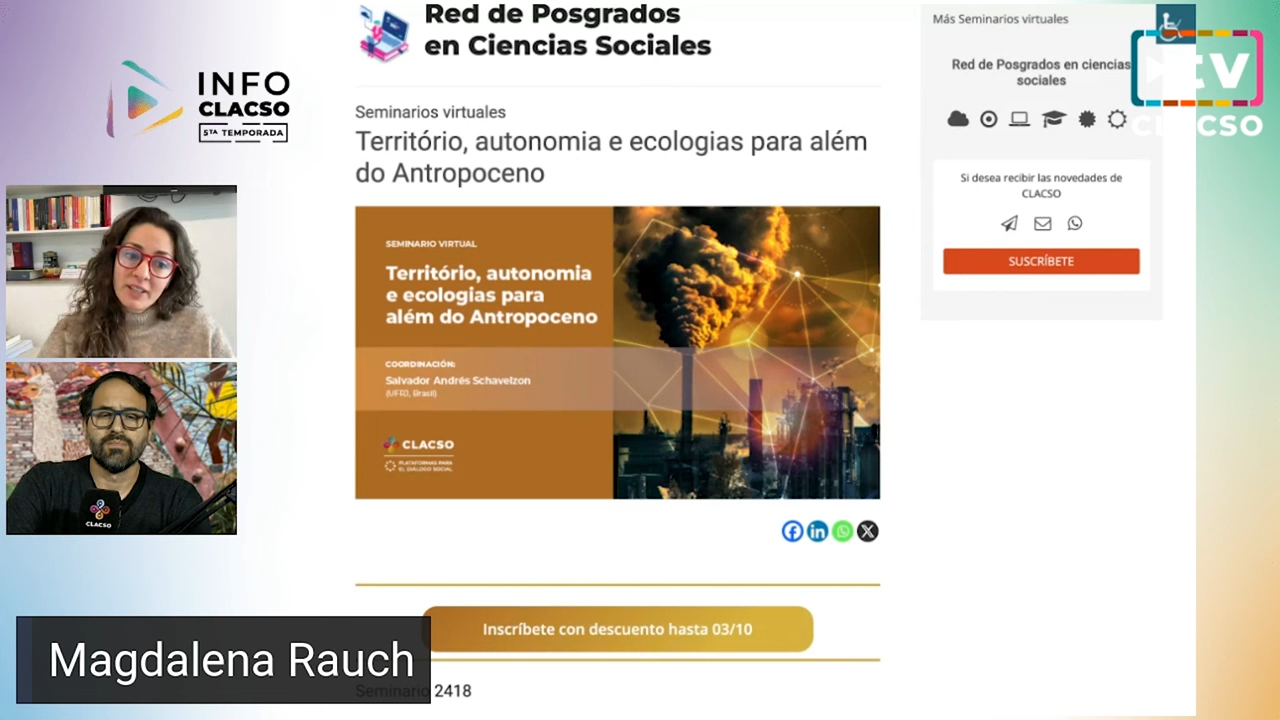 INFO
CLACSO
5TA TEMPORADA
Red de Posgrados
en Ciencias Sociales
Seminarios virtuales
Território, autonomia e ecologias para além
do Antropoceno
SEMINARIO VIRTUAL
Território, autonomia
e ecologias para
além do Antropoceno
COORDINACIÓN:
Salvador Andrés Schavelzon
(UFRJ, Brasil)
CLACSO
PLATAFORMAS PARA
EL DIÁLOGO SOCIAL
Inscríbete con descuento hasta 03/10
Seminario 2418
Más Seminarios virtuales
Red de Posgrados en ciencias
sociales
Si desea recibir las novedades de
CLACSO
SUSCRÍBETE
tv
CLACSO
CLACSO
Magdalena Rauch